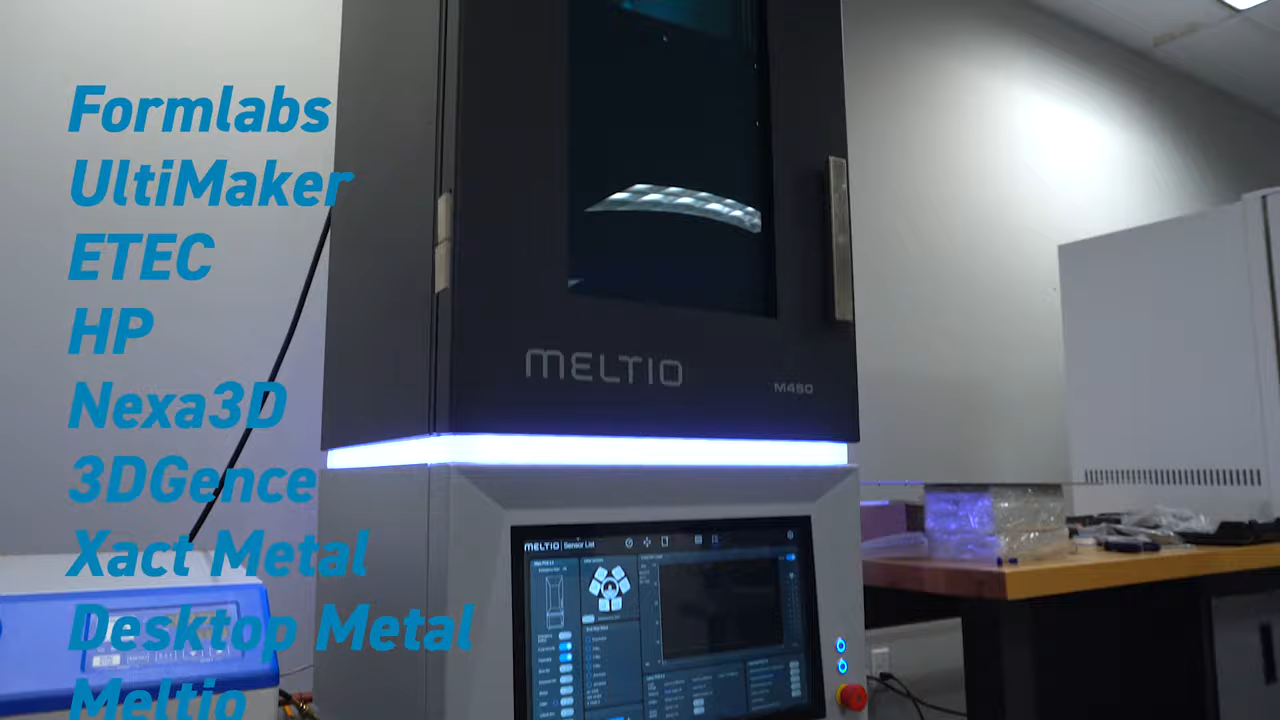 Formlabs
UltiMaker
ETEC
HP
Nexa3D
3DGence
Xact Metal
Desktop Metal
Meltio
MELTIO
M450
MELTIO Sensor List